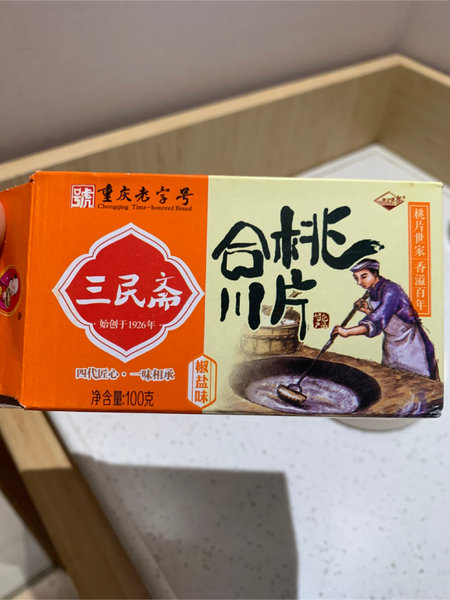 重庆老字号
Chongqing Time-honored Brand
三民斋
·始创于1926年·
四代匠心·一味相承
净含量:100克
合川
桃片
椒盐味
桃片世家 香溢百年